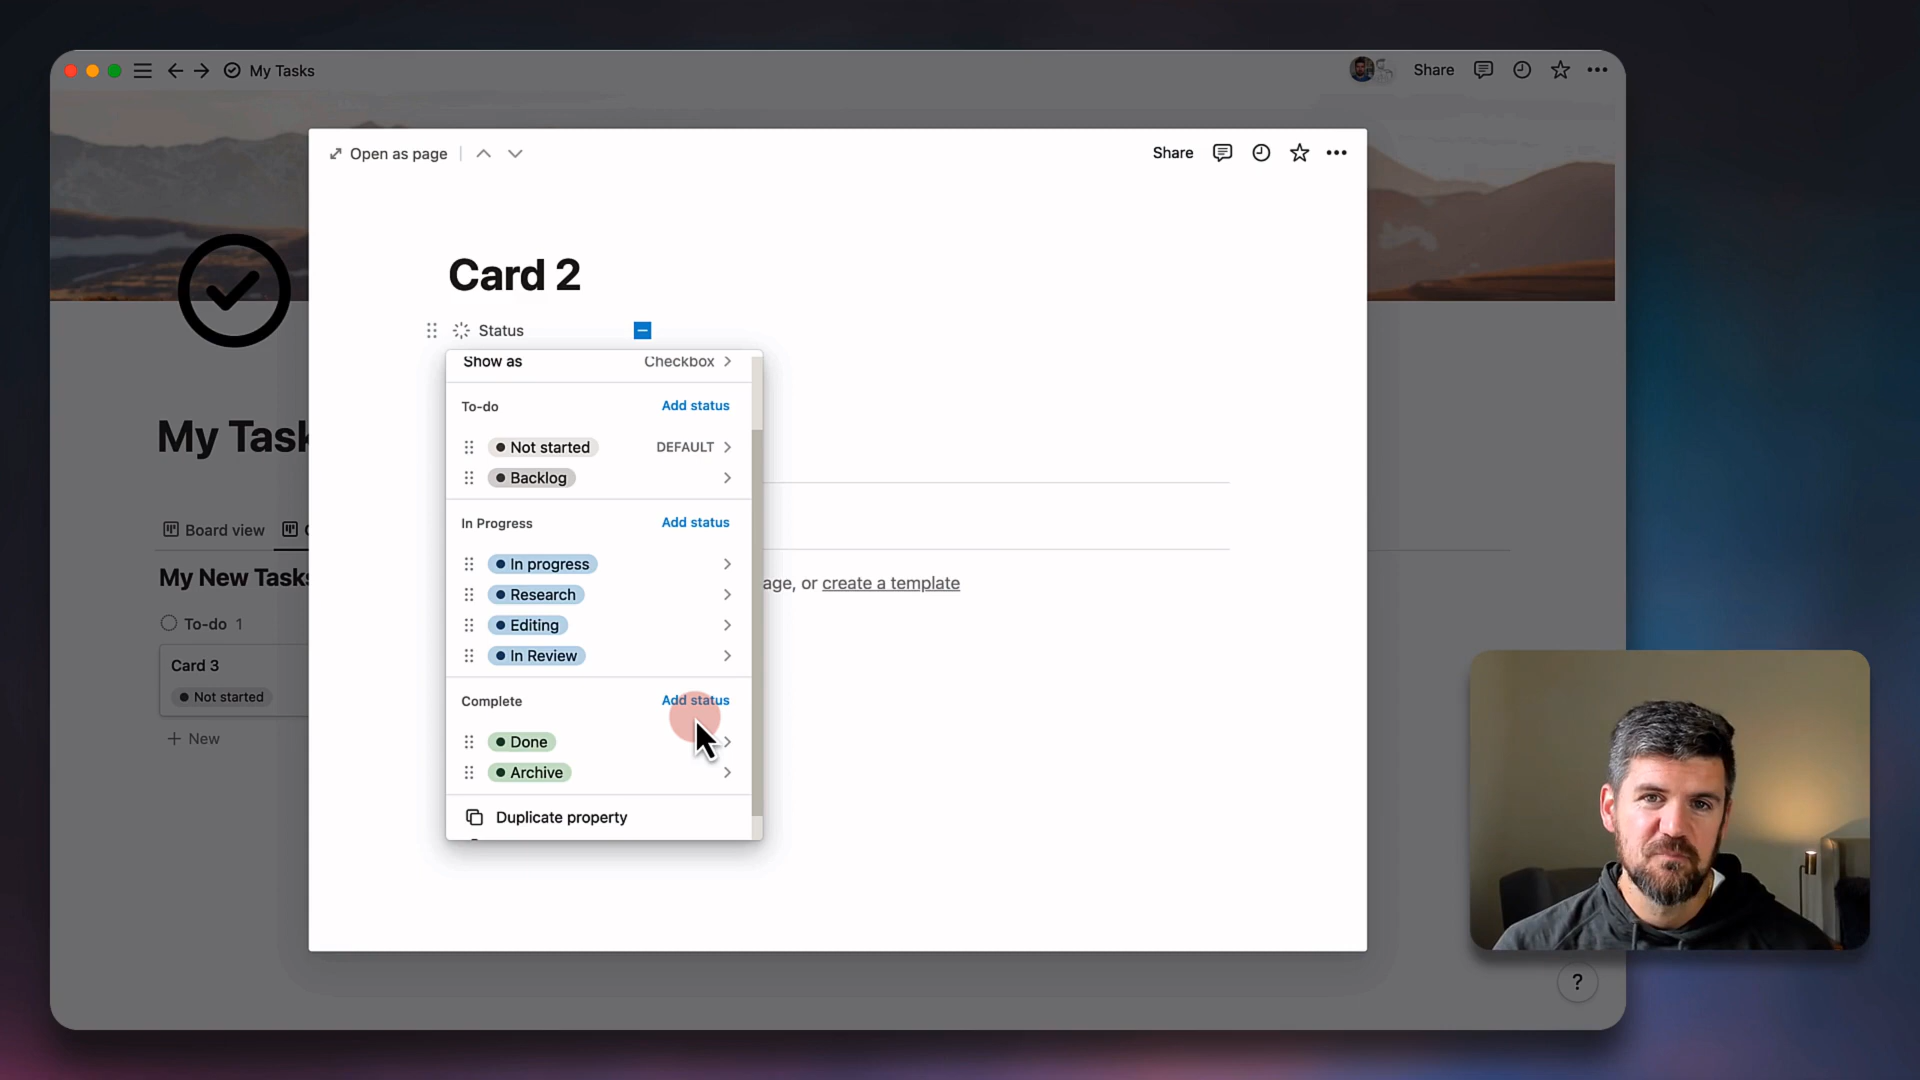 My Tasks
Share
Open as page
Share
Card 2
Status
Show as Checkbox
To-do Add status
Not started DEFAULT
Backlog
In Progress Add status
In progress
Research
Editing
In Review
Complete Add status
Done
Archive
Duplicate property
age, or create a template
My Task
Board view
My New Tasks
To-do 1
Card 3
Not started
+ New
?